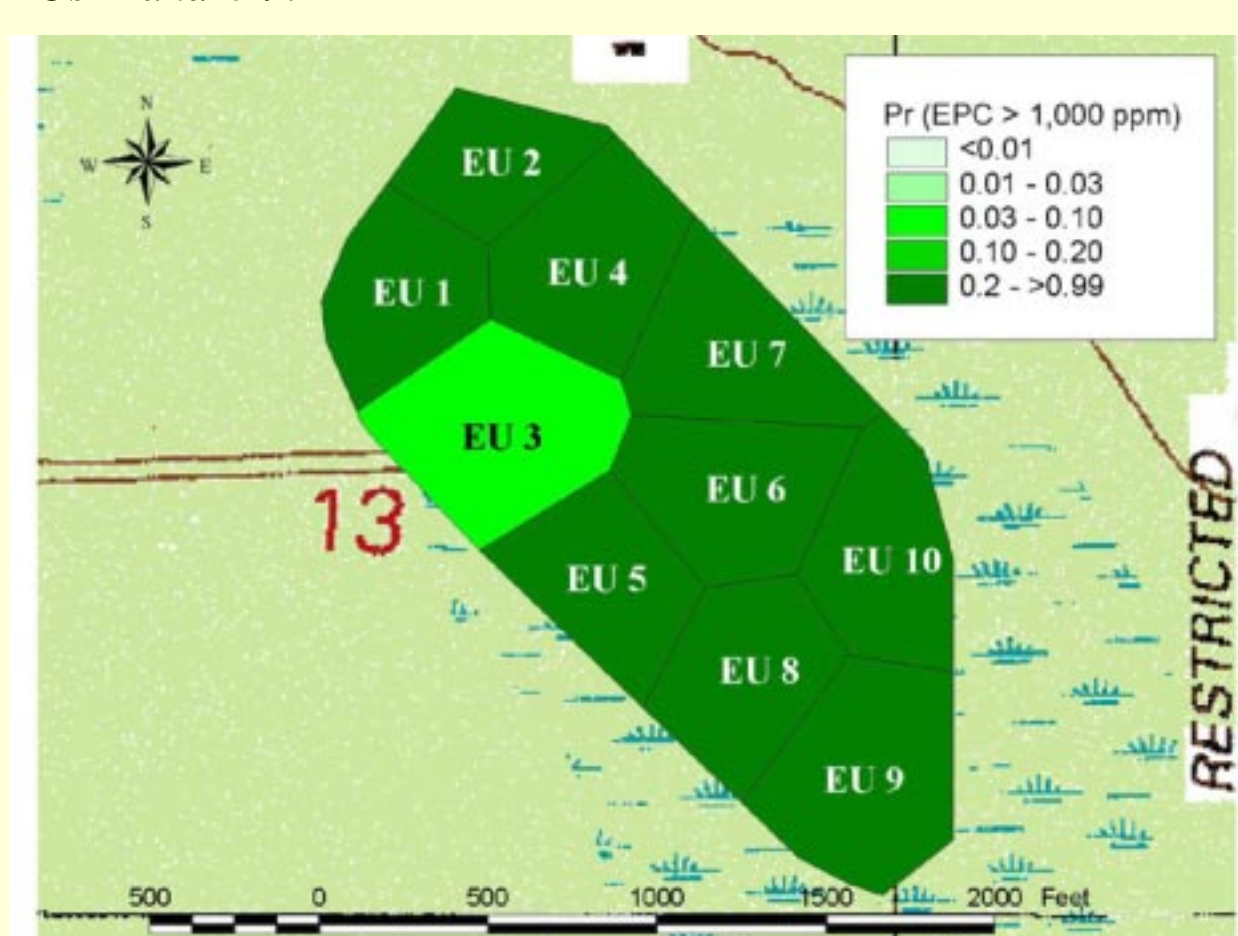 N
W E
S
Pr (EPC > 1,000 ppm)
<0.01
0.01 - 0.03
0.03 - 0.10
0.10 - 0.20
0.2 - >0.99
EU 2
EU 1
EU 4
EU 7
EU 3
EU 6
13
EU 5
EU 10
EU 8
EU 9
RESTRICTED
500 0 500 1000 1500 2000 Feet